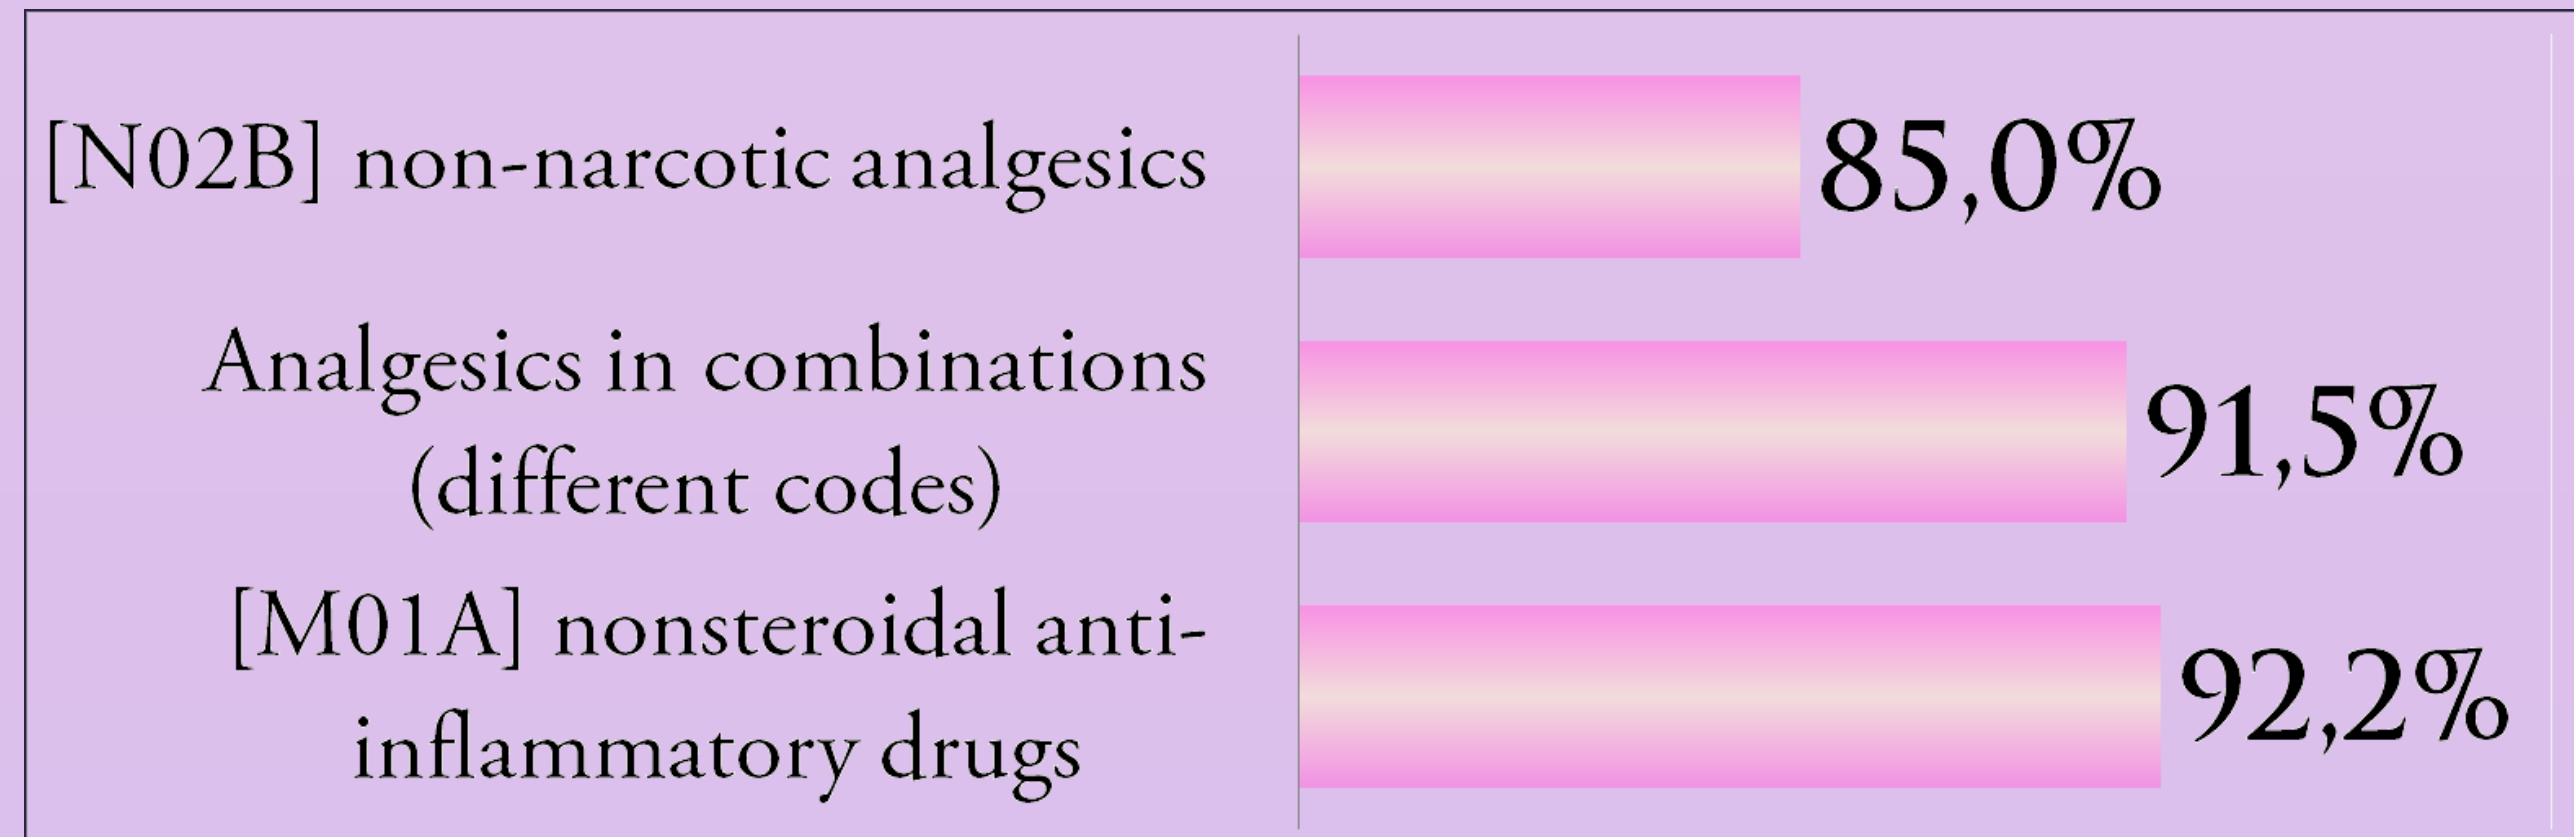 [N02B] non-narcotic analgesics
85,0%
Analgesics in combinations
(different codes)
91,5%
[M01A] nonsteroidal anti-
inflammatory drugs
92,2%